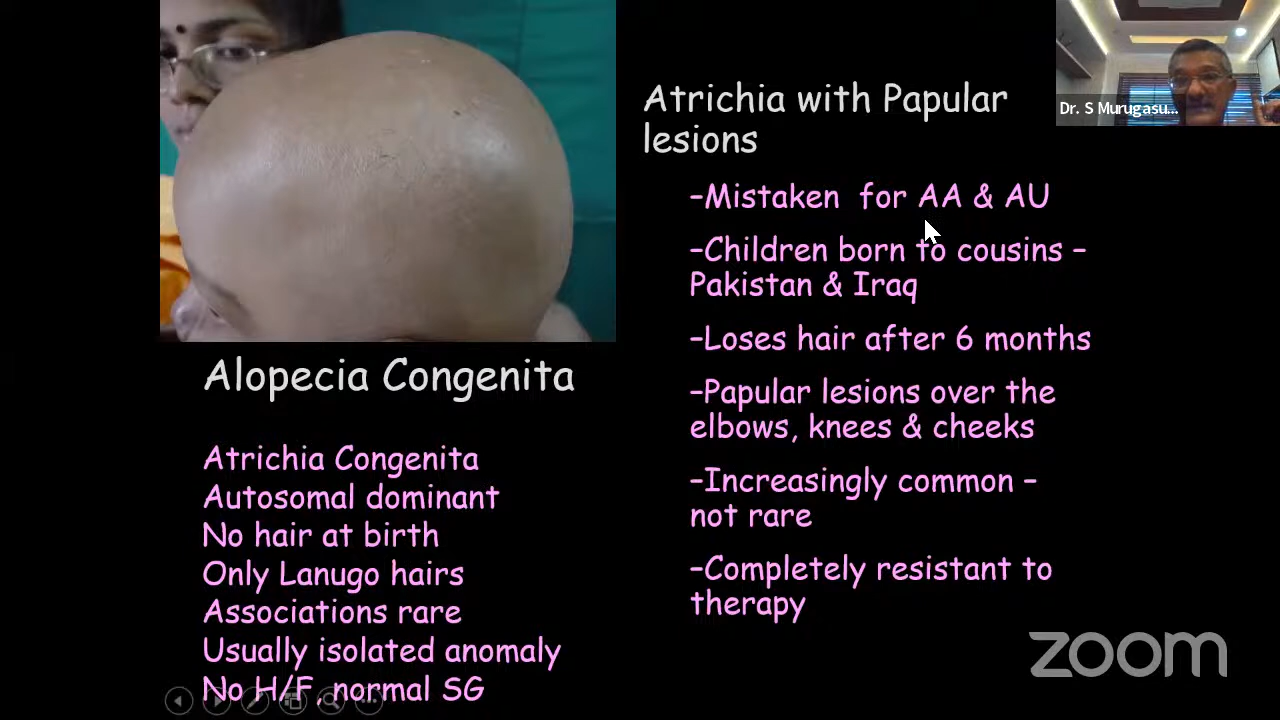 Alopecia Congenita
Atrichia Congenita
Autosomal dominant
No hair at birth
Only Lanugo hairs
Associations rare
Usually isolated anomaly
No H/F, normal SG
Atrichia with Papular
lesions
–Mistaken for AA & AU
–Children born to cousins –
Pakistan & Iraq
–Loses hair after 6 months
–Papular lesions over the
elbows, knees & cheeks
–Increasingly common –
not rare
–Completely resistant to
therapy
Dr. S Murugasu...
zoom